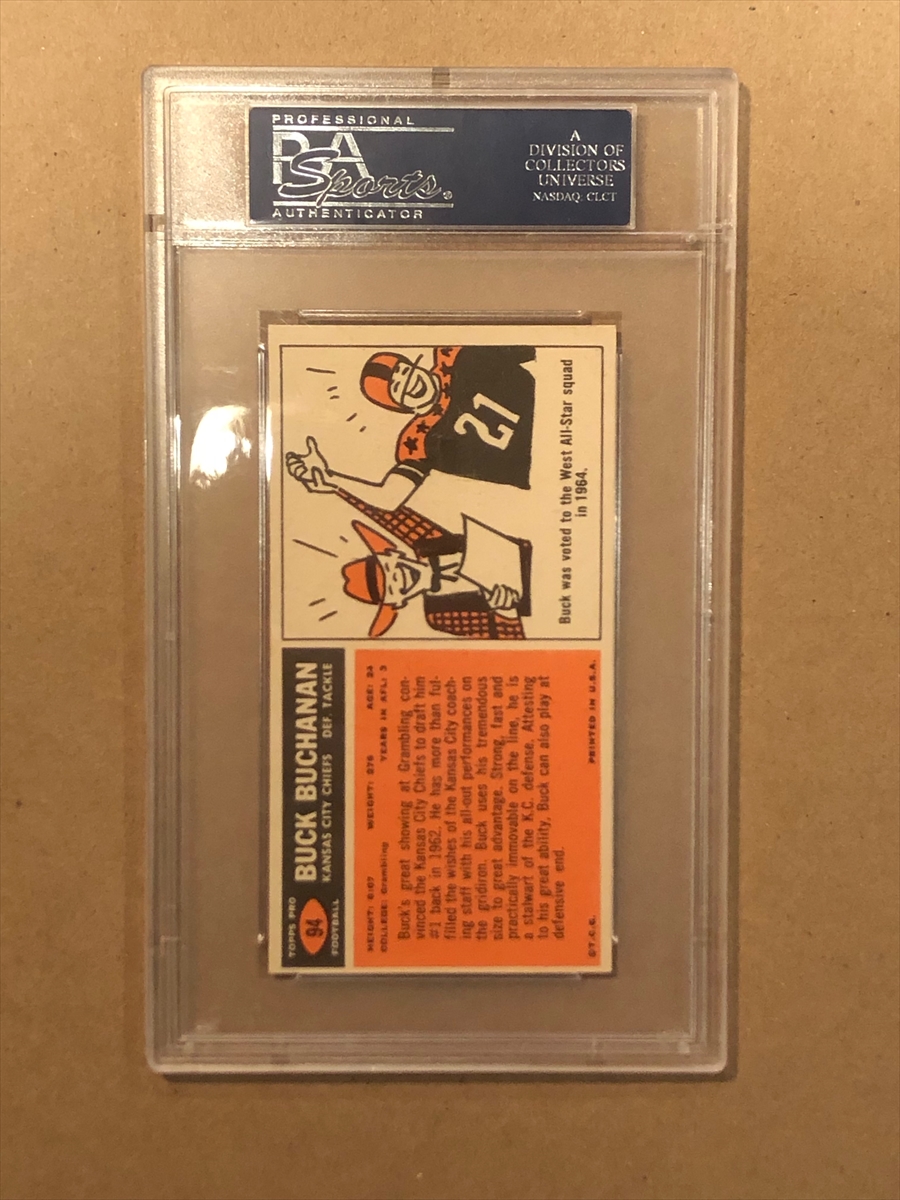 PROFESSIONAL
PSA
Sports
AUTHENTICATOR
A
DIVISION OF
COLLECTORS
UNIVERSE
NASDAQ: CLCT
TOPPS PRO
94
FOOTBALL
BUCK BUCHANAN
KANSAS CITY CHIEFS DEF. TACKLE
HEIGHT: 6:07 WEIGHT: 276 AGE: 24
COLLEGE: Grambling YEARS IN AFL: 3
Buck's great showing at Grambling con-
vinced the Kansas City Chiefs to draft him
#1 back in 1962. He has more than ful-
filled the wishes of the Kansas City coach-
ing staff with his all-out performances on
the gridiron. Buck uses his tremendous
size to great advantage. Strong, fast and
practically immovable on the line, he is
a stalwart of the K.C. defense. Attesting
to his great ability, Buck can also play at
defensive end.
©T.C.G. PRINTED IN U.S.A.
21
Buck was voted to the West All-Star squad
in 1964.